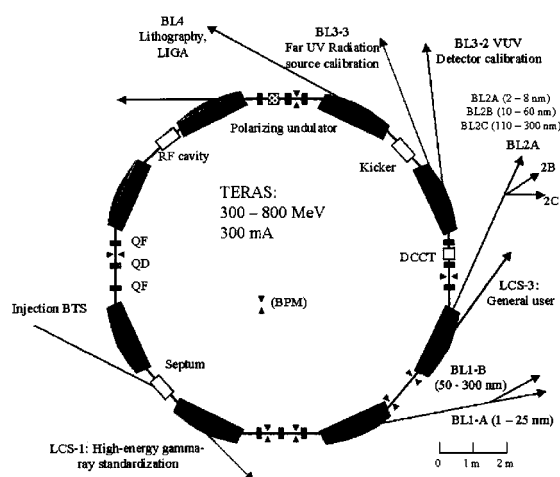 BL4
Lithography,
LIGA
BL3-3
Far UV Radiation
source calibration
BL3-2 VUV
Detector calibration
BL2A (2 – 8 nm)
BL2B (10 – 60 nm)
BL2C (110 – 300 nm)
BL2A
2B
2C
Polarizing undulator
RF cavity
Kicker
TERAS:
300 – 800 MeV
300 mA
QF
QD
QF
DCCT
LCS-3:
General user
(BPM)
Injection BTS
Septum
BL1-B
(50 - 300 nm)
BL1-A (1 – 25 nm)
LCS-1: High-energy gamma-
ray standardization
0 1 m 2 m